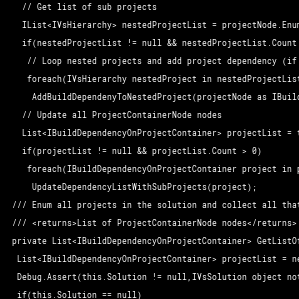 // Get list of sub projects
IList<IVsHierarchy> nestedProjectList = projectNode.Enum
if(nestedProjectList != null && nestedProjectList.Count
// Loop nested projects and add project dependency (if
foreach(IVsHierarchy nestedProject in nestedProjectList
AddBuildDependenyToNestedProject(projectNode as IBuil
// Update all ProjectContainerNode nodes
List<IBuildDependencyOnProjectContainer> projectList = t
if(projectList != null && projectList.Count > 0)
foreach(IBuildDependencyOnProjectContainer project in p
UpdateDependencyListWithSubProjects(project);
/// Enum all projects in the solution and collect all that
/// <returns>List of ProjectContainerNode nodes</returns>
private List<IBuildDependencyOnProjectContainer> GetListOf
List<IBuildDependencyOnProjectContainer> projectList = ne
Debug.Assert(this.Solution != null,IVsSolution object not
if(this.Solution == null)